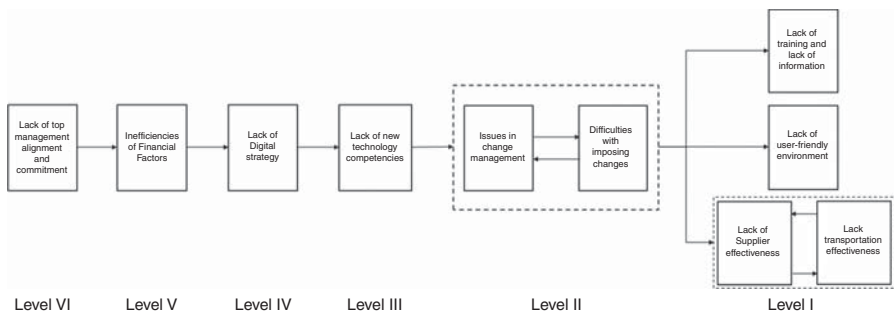 Lack of top
management
alignment
and
commitment
Inefficiencies
of Financial
Factors
Lack of
Digital
strategy
Lack of new
technology
competencies
Issues in
change
management
Difficulties
with
imposing
changes
Lack of
training and
lack of
information
Lack of
user-friendly
environment
Lack of
Supplier
effectiveness
Lack
transportation
effectiveness
Level VI
Level V
Level IV
Level III
Level II
Level I